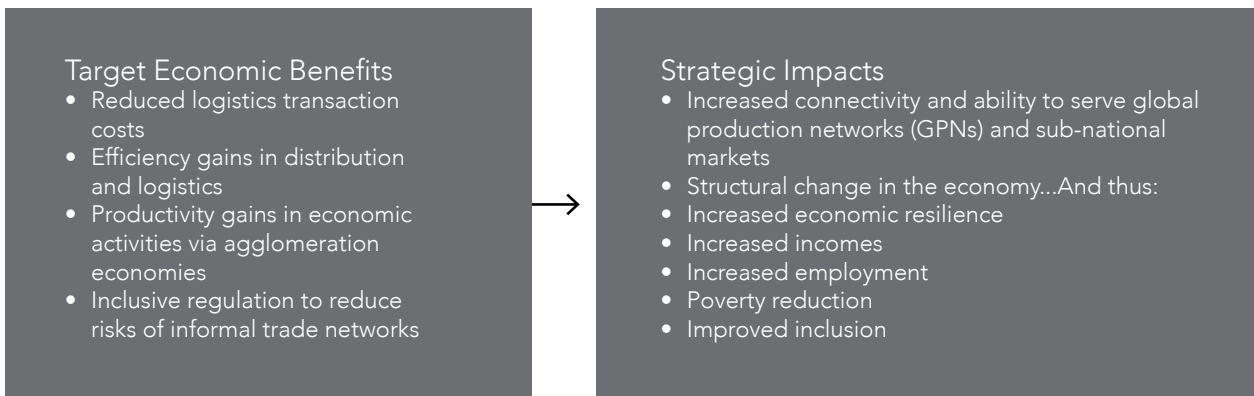 Target Economic Benefits
• Reduced logistics transaction
costs
• Efficiency gains in distribution
and logistics
• Productivity gains in economic
activities via agglomeration
economies
• Inclusive regulation to reduce
risks of informal trade networks
Strategic Impacts
• Increased connectivity and ability to serve global
production networks (GPNs) and sub-national
markets
• Structural change in the economy...And thus:
• Increased economic resilience
• Increased incomes
• Increased employment
• Poverty reduction
• Improved inclusion